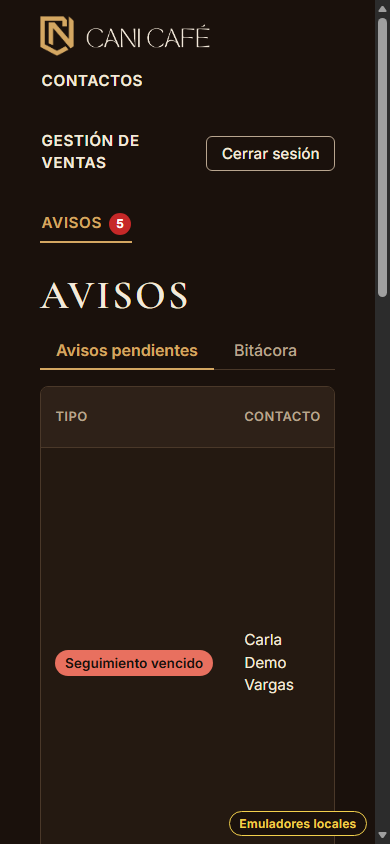 CANI CAFÉ
CONTACTOS
GESTIÓN DE
VENTAS
Cerrar sesión
AVISOS 5
AVISOS
Avisos pendientes Bitácora
TIPO CONTACTO
Seguimiento vencido
Carla
Demo
Vargas
Emuladores locales